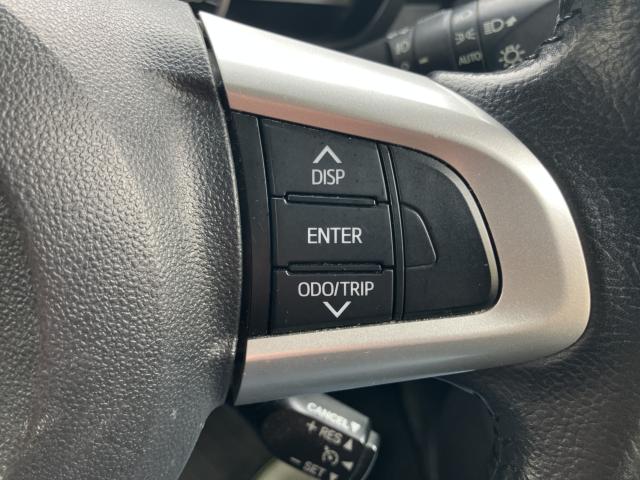 AUTO
DISP
ENTER
ODO/TRIP
CANCEL
+ RES
− SET